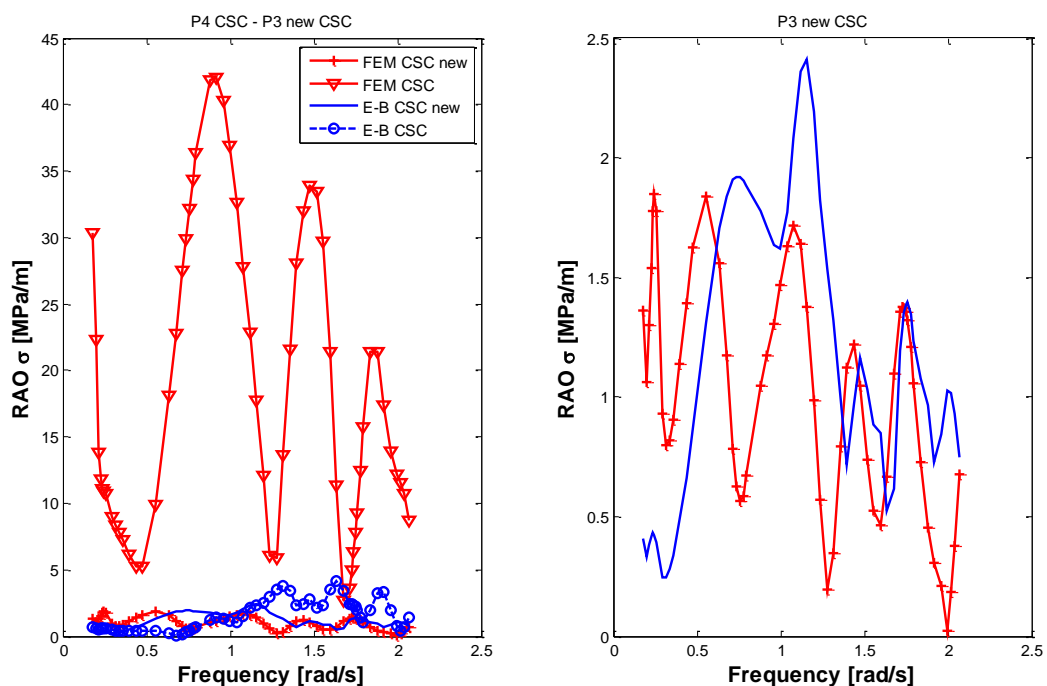 P4 CSC - P3 new CSC
45
40
35
30
25
20
15
10
5
0
RAO σ [MPa/m]
0 0.5 1 1.5 2 2.5
Frequency [rad/s]
FEM CSC new
FEM CSC
E-B CSC new
E-B CSC
P3 new CSC
2.5
2
1.5
1
0.5
0
RAO σ [MPa/m]
0 0.5 1 1.5 2 2.5
Frequency [rad/s]